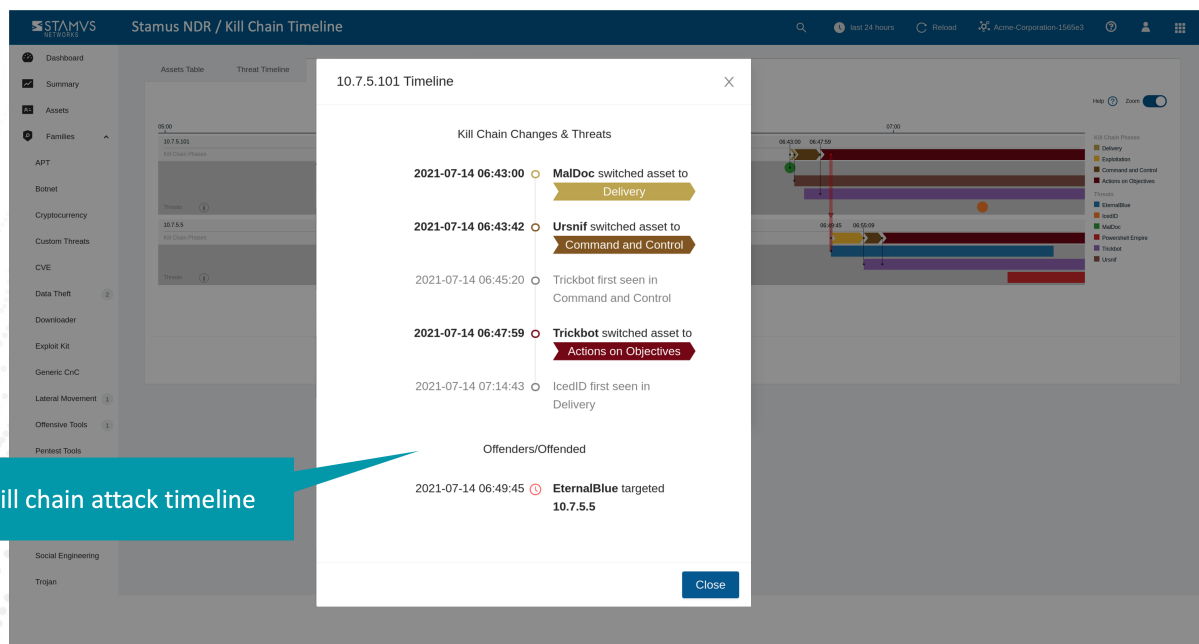 STAMVS
NETWORKS
Stamus NDR / Kill Chain Timeline
last 24 hours
Reload
Acme-Corporation-1565e3
Dashboard
Summary
Assets
Families
APT
Botnet
Cryptocurrency
Custom Threats
CVE
Data Theft 2
Downloader
Exploit Kit
Generic CnC
Lateral Movement 1
Offensive Tools 1
Pentest Tools
Social Engineering
Trojan
Assets Table
Threat Timeline
Help
Zoom
05:00
07:00
10.7.5.101
Kill Chain Phases
Threats
06:43:00 06:47:59
10.7.5.5
Kill Chain Phases
Threats
06:49:45 06:55:09
Kill Chain Phases
Delivery
Exploitation
Command and Control
Actions on Objectives
Threats
EternalBlue
IcedID
MalDoc
Powershell Empire
Trickbot
Ursnif
10.7.5.101 Timeline
X
Kill Chain Changes & Threats
2021-07-14 06:43:00 MalDoc switched asset to
Delivery
2021-07-14 06:43:42 Ursnif switched asset to
Command and Control
2021-07-14 06:45:20 Trickbot first seen in
Command and Control
2021-07-14 06:47:59 Trickbot switched asset to
Actions on Objectives
2021-07-14 07:14:43 IcedID first seen in
Delivery
Offenders/Offended
2021-07-14 06:49:45 EternalBlue targeted
10.7.5.5
Close
ill chain attack timeline